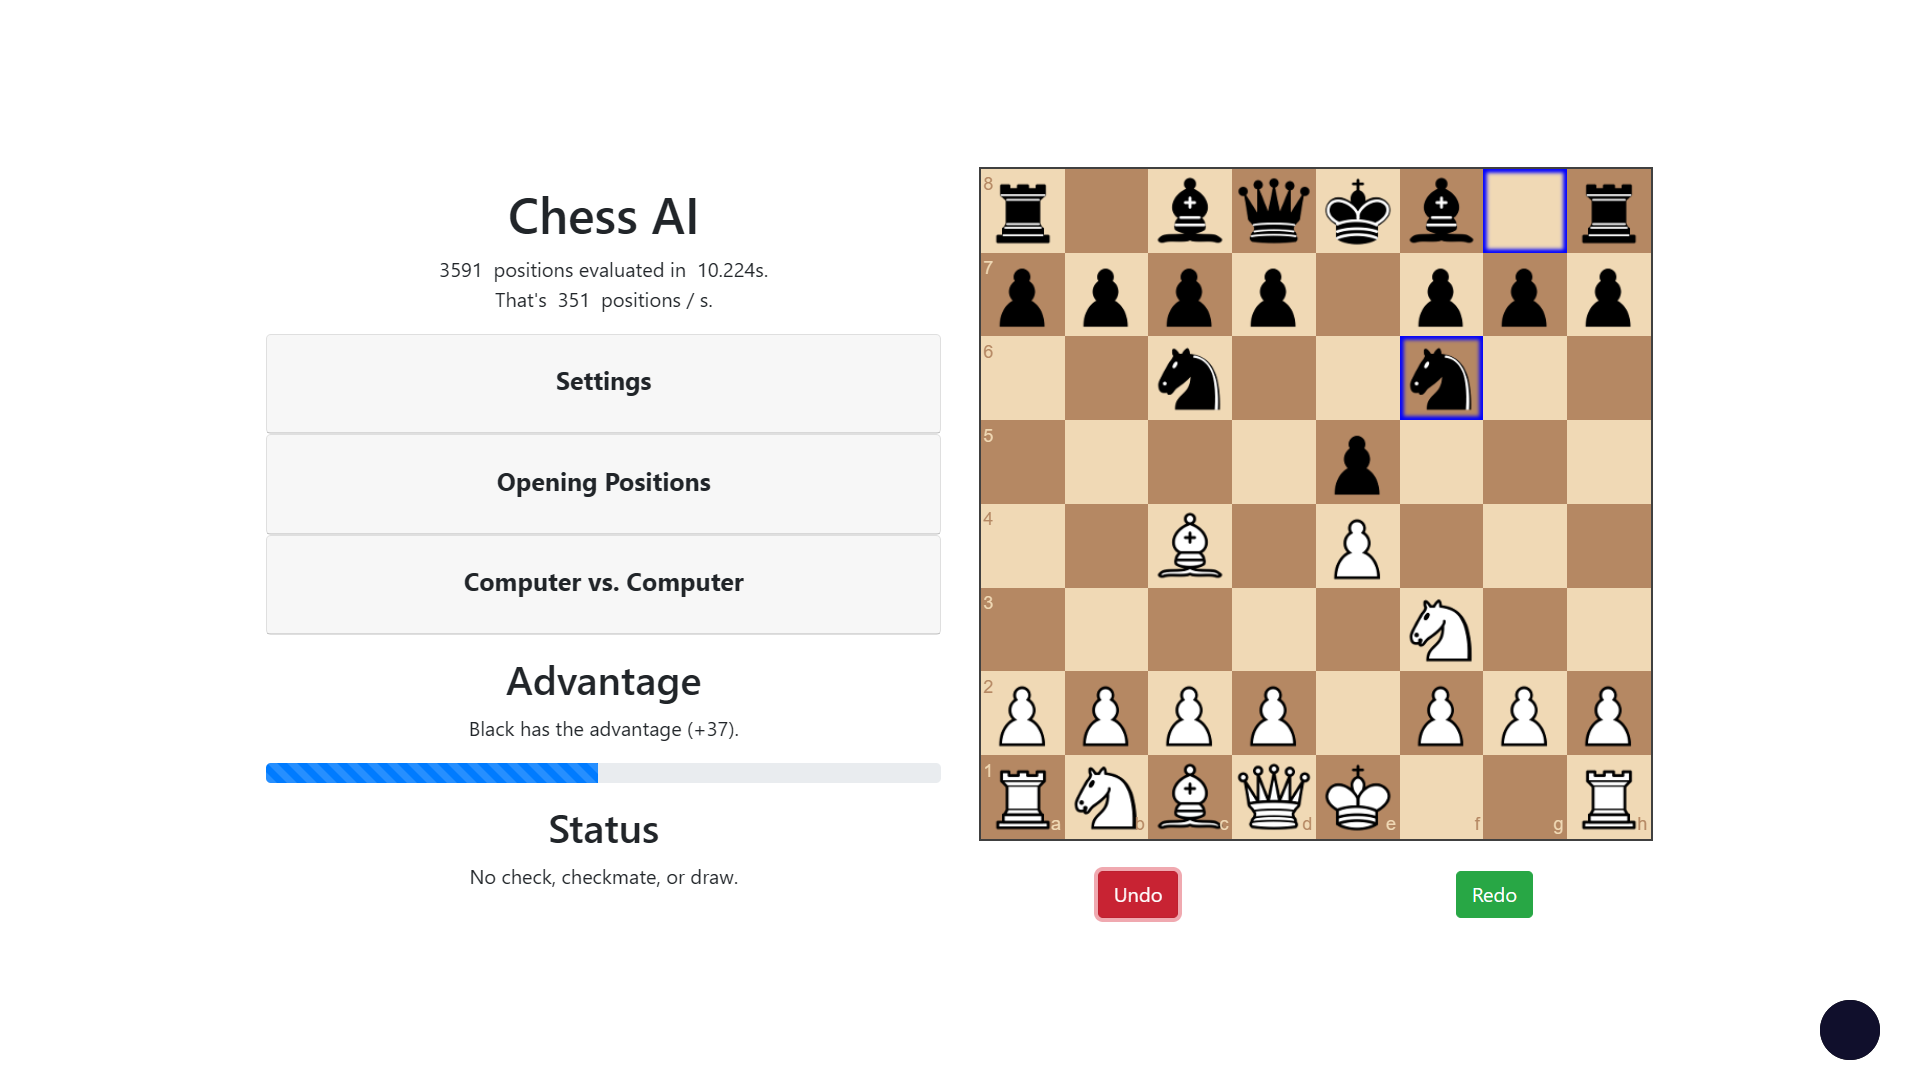 Chess AI
3591 positions evaluated in 10.224s.
That's 351 positions / s.
Settings
Opening Positions
Computer vs. Computer
Advantage
Black has the advantage (+37).
Status
No check, checkmate, or draw.
8
7
6
5
4
3
2
1
a b c d e f g h
Undo Redo